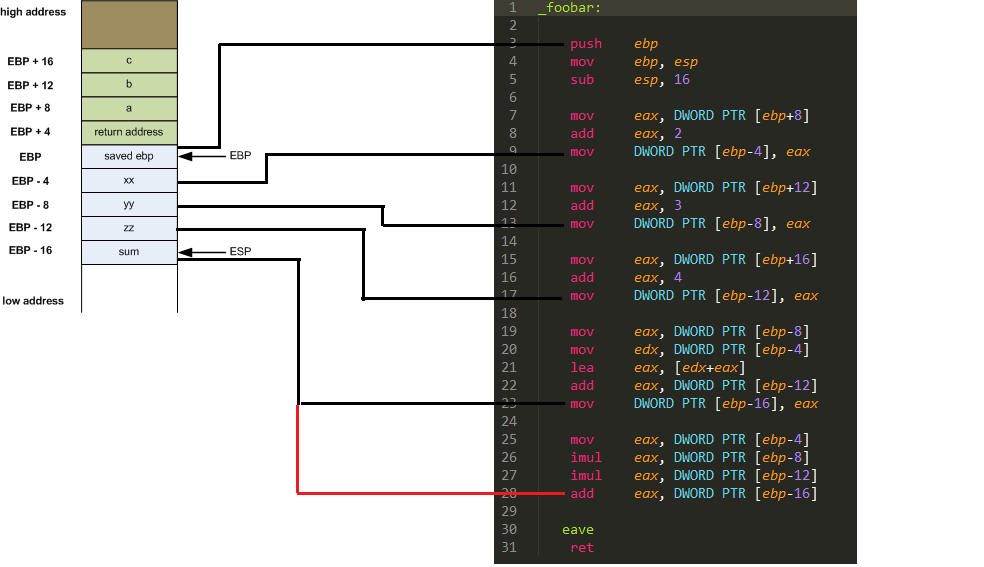 high address
EBP + 16 c
EBP + 12 b
EBP + 8 a
EBP + 4 return address
EBP saved ebp EBP
EBP - 4 xx
EBP - 8 yy
EBP - 12 zz
EBP - 16 sum ESP
low address
1 _foobar:
2
3 push ebp
4 mov ebp, esp
5 sub esp, 16
6
7 mov eax, DWORD PTR [ebp+8]
8 add eax, 2
9 mov DWORD PTR [ebp-4], eax
10
11 mov eax, DWORD PTR [ebp+12]
12 add eax, 3
13 mov DWORD PTR [ebp-8], eax
14
15 mov eax, DWORD PTR [ebp+16]
16 add eax, 4
17 mov DWORD PTR [ebp-12], eax
18
19 mov eax, DWORD PTR [ebp-8]
20 mov edx, DWORD PTR [ebp-4]
21 lea eax, [edx+eax]
22 add eax, DWORD PTR [ebp-12]
23 mov DWORD PTR [ebp-16], eax
24
25 mov eax, DWORD PTR [ebp-4]
26 imul eax, DWORD PTR [ebp-8]
27 imul eax, DWORD PTR [ebp-12]
28 add eax, DWORD PTR [ebp-16]
29
30 eave
31 ret